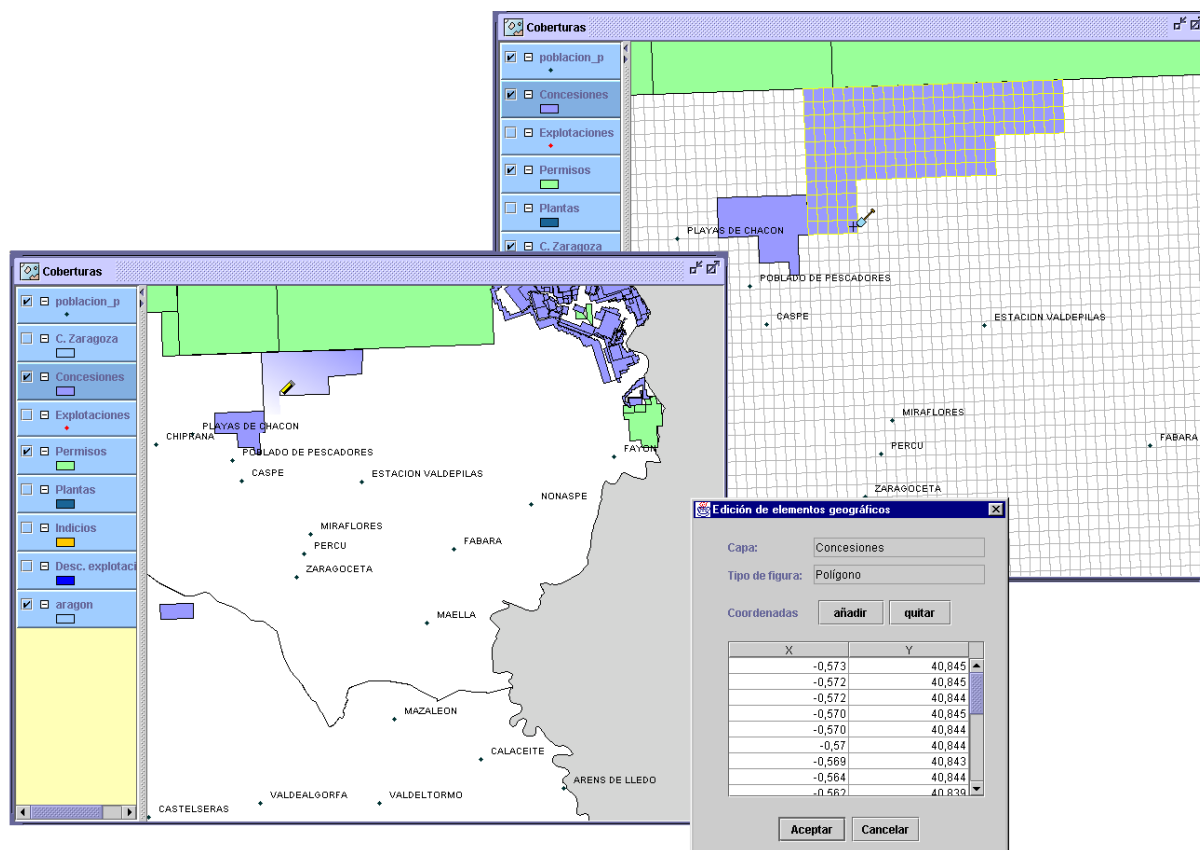 Coberturas
poblacion_p
Concesiones
Explotaciones
Permisos
Plantas
C. Zaragoza
PLAYAS DE CHACON
POBLADO DE PESCADORES
CASPE
ESTACION VALDEPILAS
MIRAFLORES
PERCU
FABARA
ZARAGOCETA
Coberturas
poblacion_p
C. Zaragoza
Concesiones
Explotaciones
Permisos
Plantas
Indicios
Desc. explotaci
aragon
PLAYAS DE CHACON
CHIPRANA
POBLADO DE PESCADORES
CASPE
ESTACION VALDEPILAS
FAYON
NONASPE
MIRAFLORES
PERCU
FABARA
ZARAGOCETA
MAELLA
MAZALEON
CALACEITE
ARENS DE LLEDO
VALDEALGORFA
VALDELTORMO
CASTELSERAS
Edición de elementos geográficos
Capa: Concesiones
Tipo de figura: Polígono
Coordenadas añadir quitar
X Y
-0,573 40,845
-0,572 40,845
-0,572 40,844
-0,570 40,845
-0,570 40,844
-0,57 40,844
-0,569 40,843
-0,564 40,844
-0,562 40,839
Aceptar Cancelar